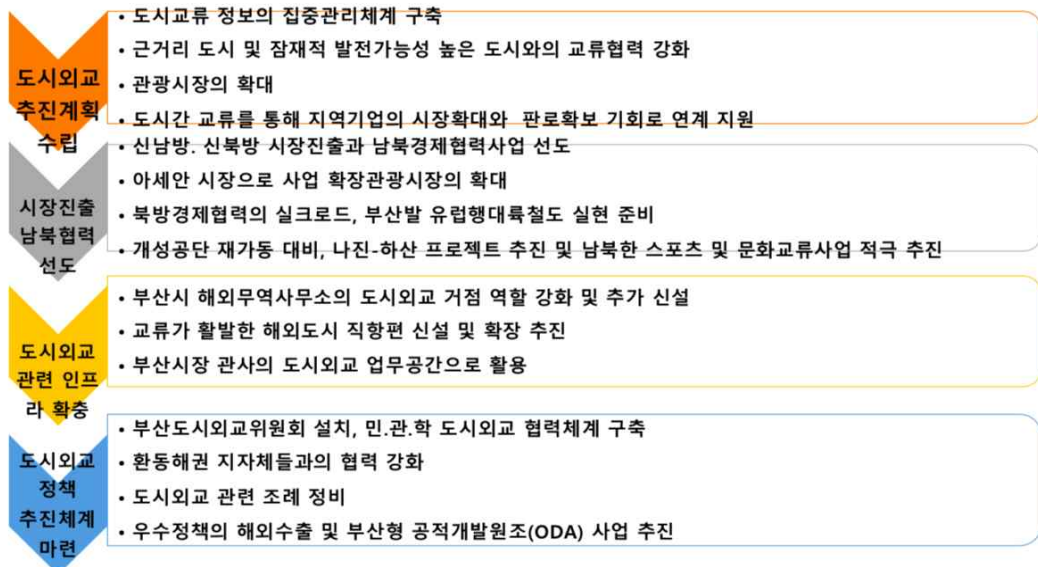 도시외교
추진계획
수립
• 도시교류 정보의 집중관리체계 구축
• 근거리 도시 및 잠재적 발전가능성 높은 도시와의 교류협력 강화
• 관광시장의 확대
• 도시간 교류를 통해 지역기업의 시장확대와 판로확보 기회로 연계 지원
시장진출
남북협력
선도
• 신남방. 신북방 시장진출과 남북경제협력사업 선도
• 아세안 시장으로 사업 확장관광시장의 확대
• 북방경제협력의 실크로드, 부산발 유럽행대륙철도 실현 준비
• 개성공단 재가동 대비, 나진-하산 프로젝트 추진 및 남북한 스포츠 및 문화교류사업 적극 추진
도시외교
관련 인프
라 확충
• 부산시 해외무역사무소의 도시외교 거점 역할 강화 및 추가 신설
• 교류가 활발한 해외도시 직항편 신설 및 확장 추진
• 부산시장 관사의 도시외교 업무공간으로 활용
도시외교
정책
추진체계
마련
• 부산도시외교위원회 설치, 민.관.학 도시외교 협력체계 구축
• 환동해권 지자체들과의 협력 강화
• 도시외교 관련 조례 정비
• 우수정책의 해외수출 및 부산형 공적개발원조(ODA) 사업 추진